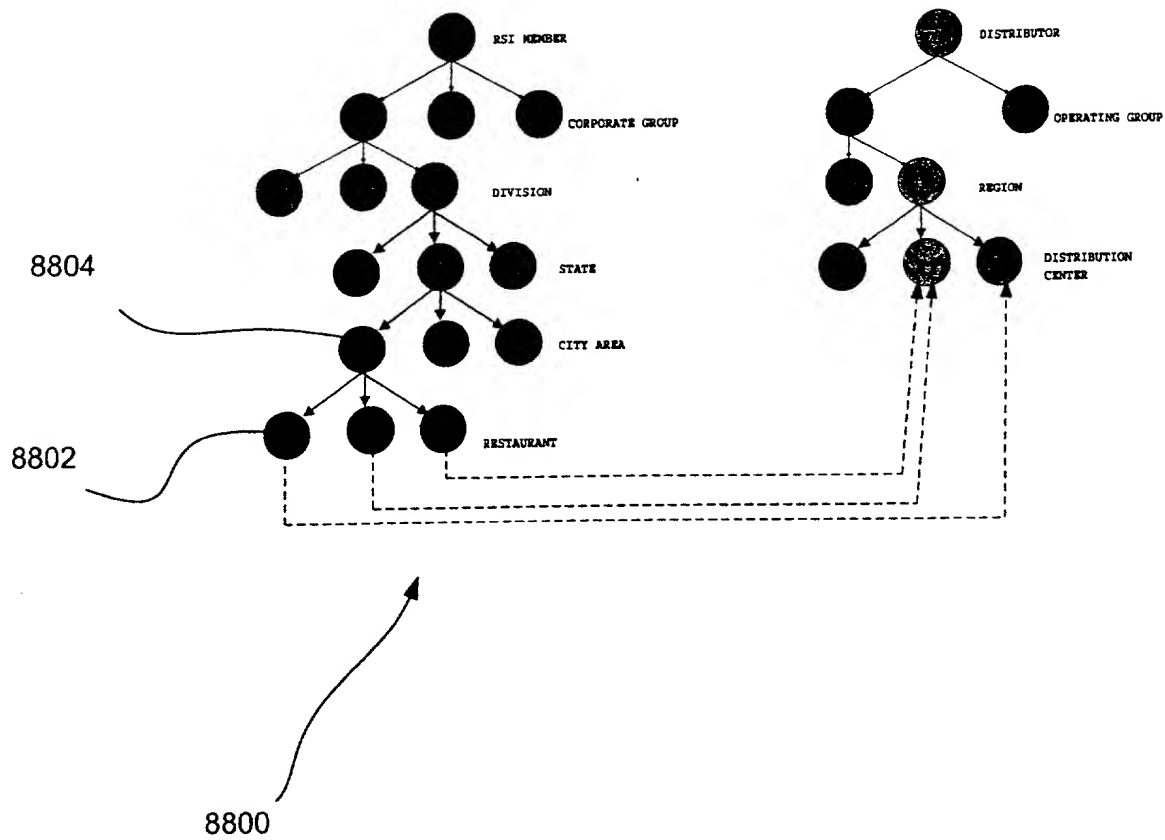 RSI MEMBER
DISTRIBUTOR
CORPORATE GROUP
OPERATING GROUP
DIVISION
REGION
8804
STATE
DISTRIBUTION
CENTER
CITY AREA
8802
RESTAURANT
8800